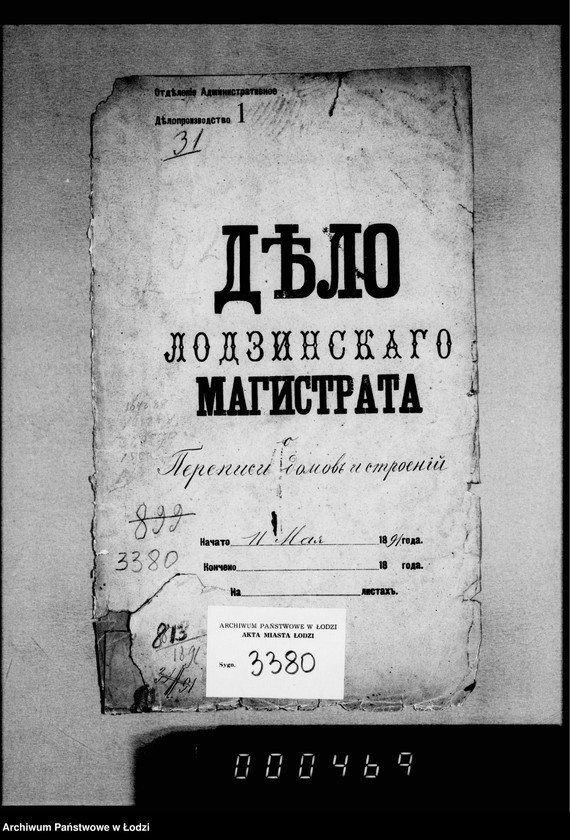 Отдѣленіе Административное
Дѣлопроизводство 1
31
ДѢЛО
ЛОДЗИНСКАГО
МАГИСТРАТА
о
Переписи домовъ и строеній
899
Начато 11 Мая 1891 года.
3380
Кончено 18 года.
На листахъ.
813
ARCHIWUM PAŃSTWOWE W ŁODZI
AKTA MIASTA ŁODZI
Sygn. 3380
000469
Archiwum Państwowe w Łodzi